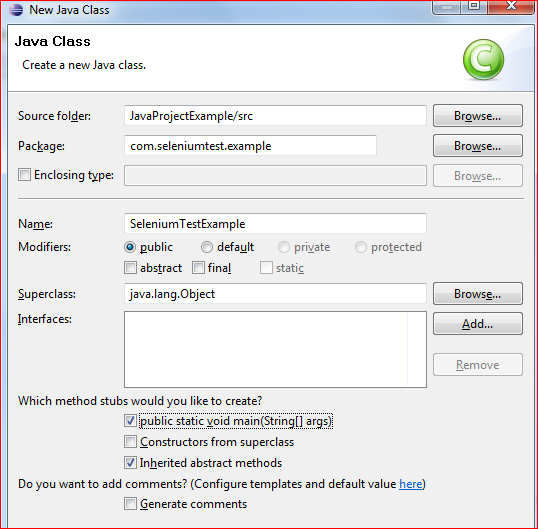 New Java Class
Java Class
Create a new Java class.
Source folder: JavaProjectExample/src Browse...
Package: com.seleniumtest.example Browse...
Enclosing type: Browse...
Name: SeleniumTestExample
Modifiers: public default private protected
abstract final static
Superclass: java.lang.Object Browse...
Interfaces: Add...
Remove
Which method stubs would you like to create?
public static void main(String[] args)
Constructors from superclass
Inherited abstract methods
Do you want to add comments? (Configure templates and default value here)
Generate comments